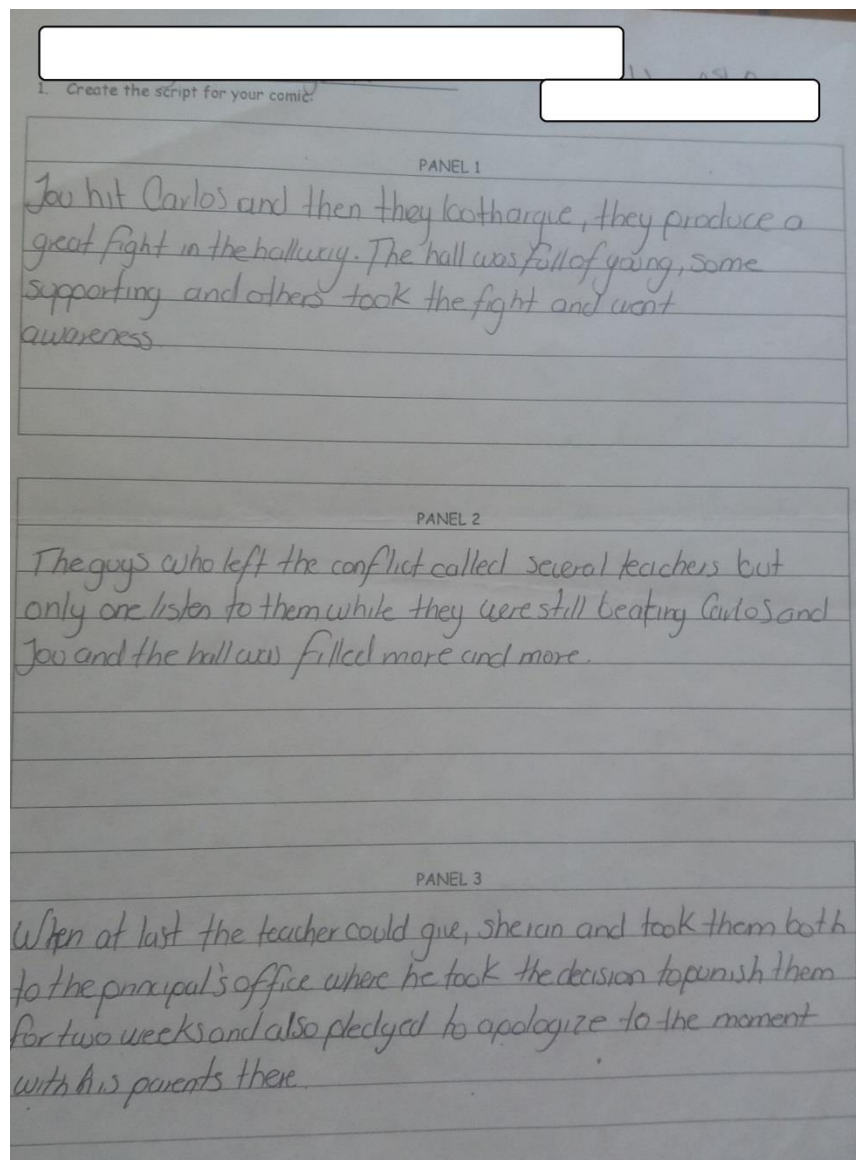 1. Create the script for your comic:
PANEL 1
Jou hit Carlos and then they both argue, they produce a
great fight in the hallway. The hall was full of young, some
supporting and others took the fight and went
awareness
PANEL 2
The guys who left the conflict called several teachers but
only one listen to them while they were still beating Carlos and
Jou and the hall was filled more and more.
PANEL 3
When at last the teacher could give, she ran and took them both
to the principal's office where he took the decision to punish them
for two weeks and also pledged to apologize to the moment
with his parents there.